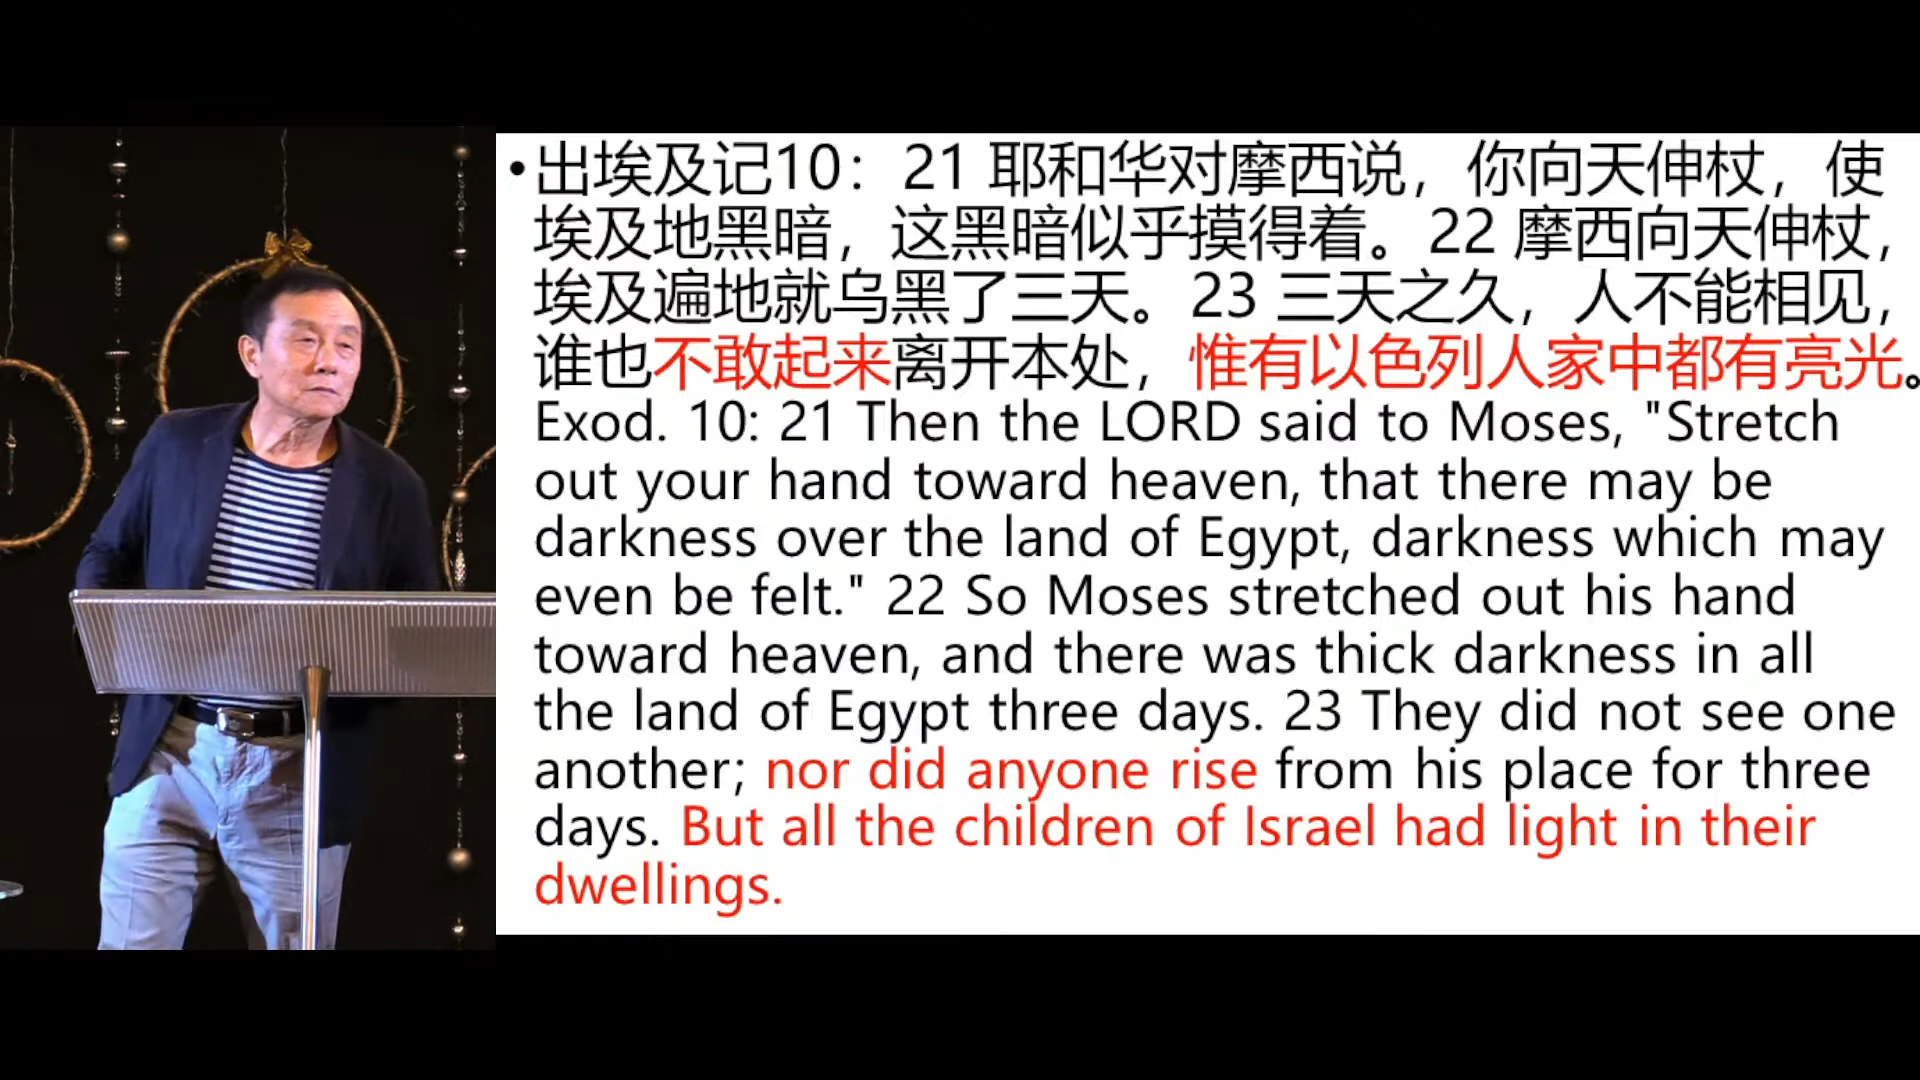 •出埃及记10：21 耶和华对摩西说，你向天伸杖，使
埃及地黑暗，这黑暗似乎摸得着。22 摩西向天伸杖，
埃及遍地就乌黑了三天。23 三天之久，人不能相见，
谁也不敢起来离开本处，惟有以色列人家中都有亮光。
Exod. 10: 21 Then the LORD said to Moses, "Stretch
out your hand toward heaven, that there may be
darkness over the land of Egypt, darkness which may
even be felt." 22 So Moses stretched out his hand
toward heaven, and there was thick darkness in all
the land of Egypt three days. 23 They did not see one
another; nor did anyone rise from his place for three
days. But all the children of Israel had light in their
dwellings.